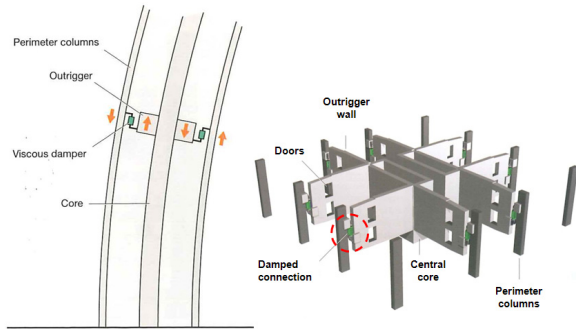 Perimeter columns
Outrigger
Viscous damper
Core
Outrigger
wall
Doors
Damped
connection
Central
core
Perimeter
columns